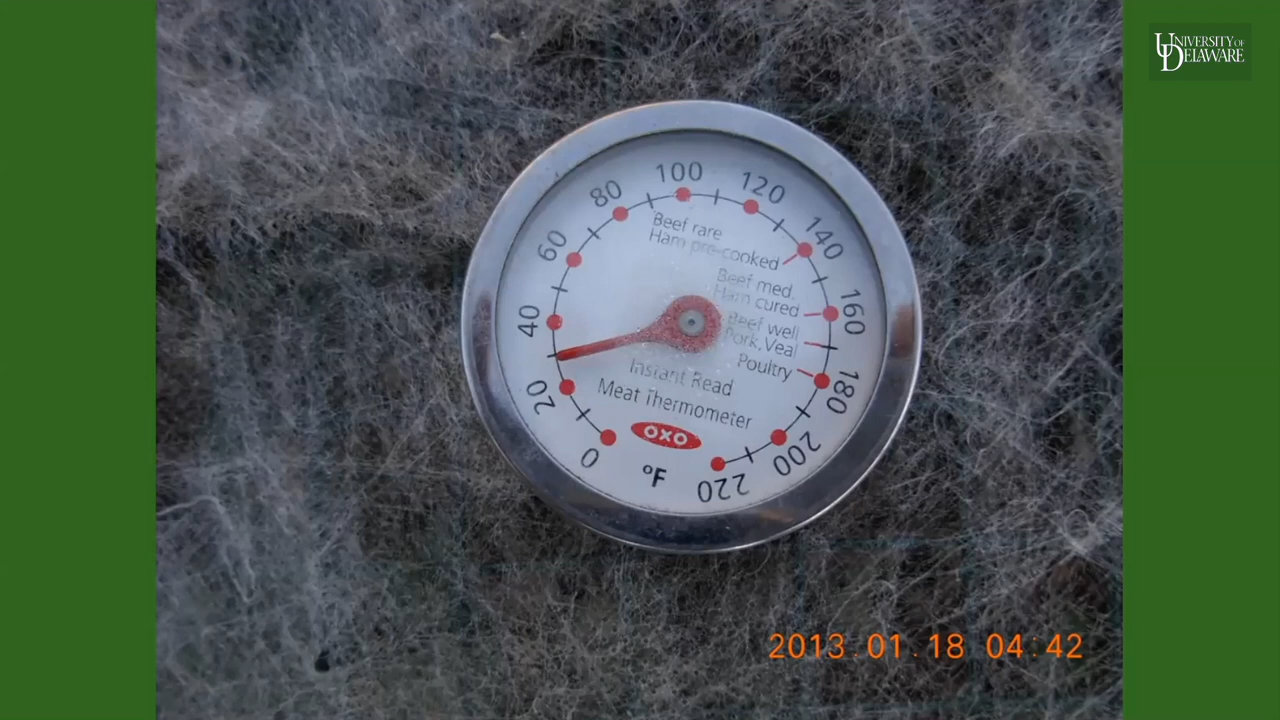 UNIVERSITY OF
DELAWARE
100
80
120
60
140
40
160
20
180
0
200
220
Beef rare
Ham pre-cooked
Beef med.
Ham cured
Beef well
Pork,Veal
Poultry
Instant Read
Meat Thermometer
OXO
°F
2013.01.18 04:42